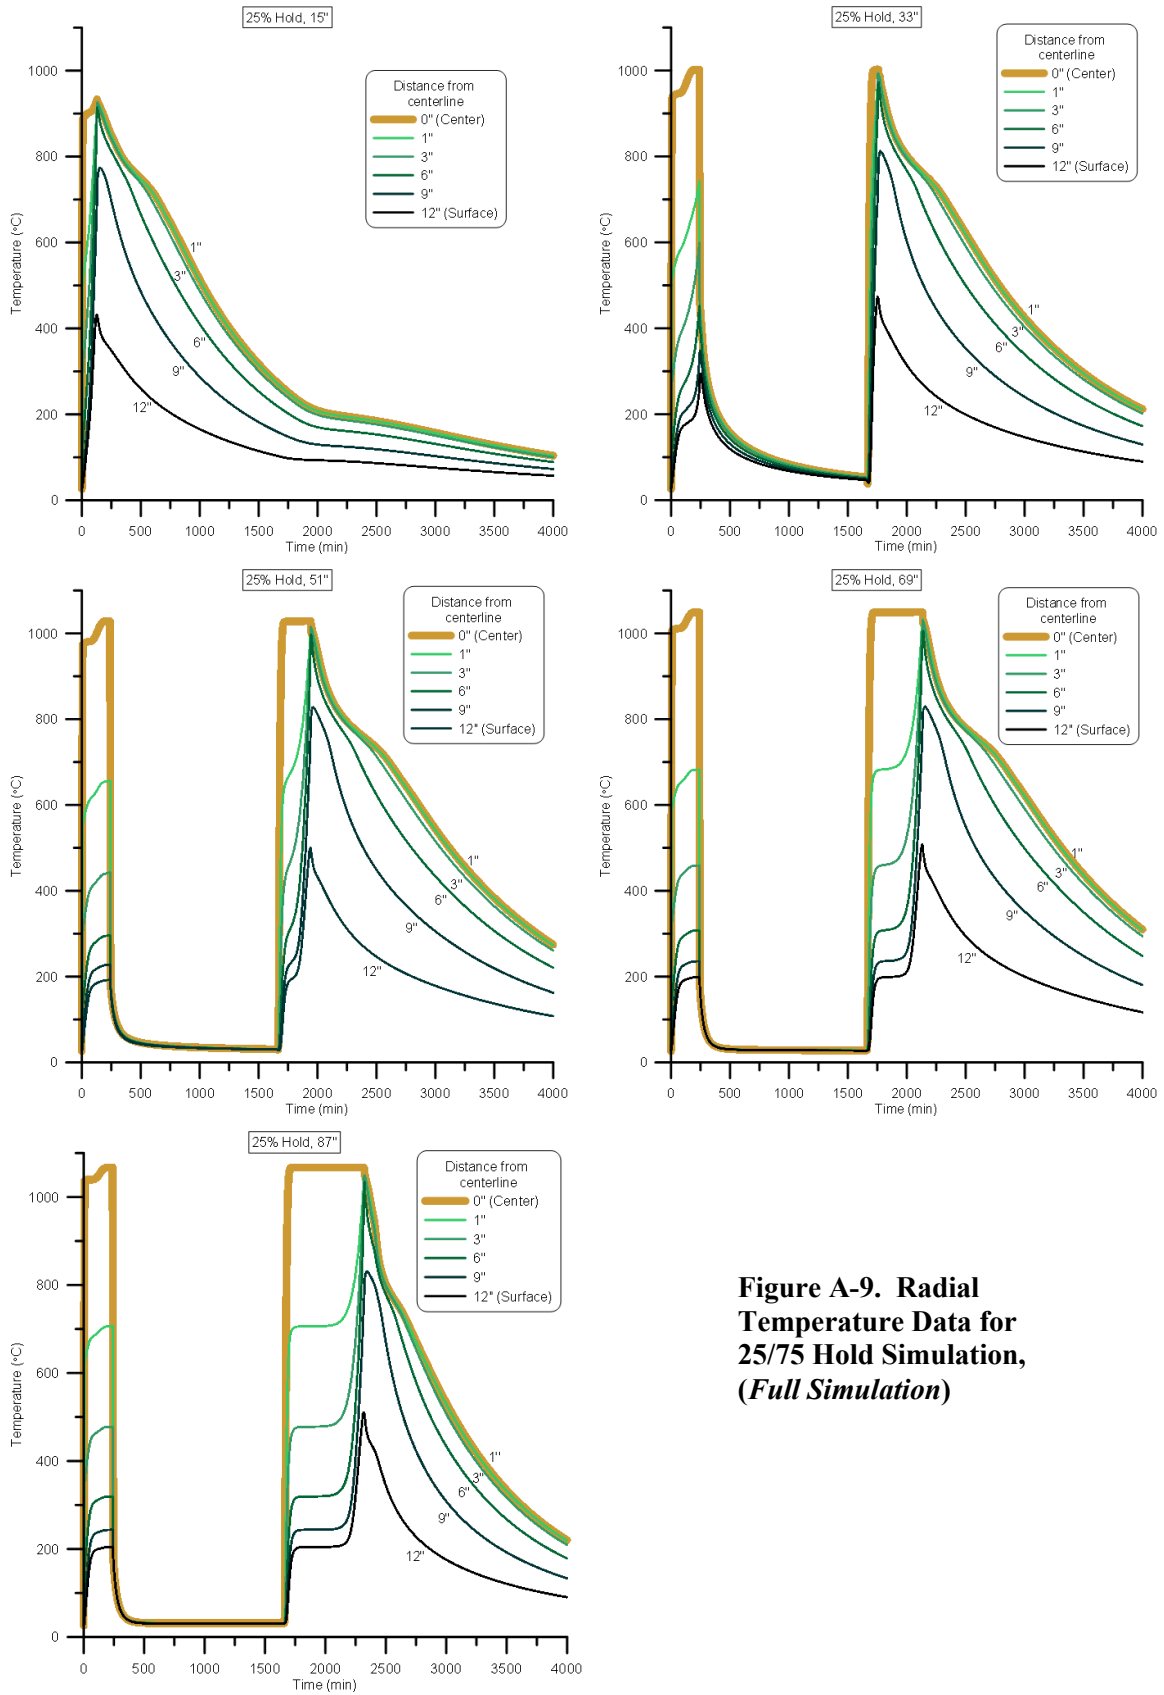 25% Hold, 15"
Temperature (°C)
1000
800
600
400
200
0
Distance from
centerline
0" (Center)
1"
3"
6"
9"
12" (Surface)
1"
3"
6"
9"
12"
0 500 1000 1500 2000 2500 3000 3500 4000
Time (min)
25% Hold, 33"
Temperature (°C)
1000
800
600
400
200
0
Distance from
centerline
0" (Center)
1"
3"
6"
9"
12" (Surface)
1"
3"
6"
9"
12"
0 500 1000 1500 2000 2500 3000 3500 4000
Time (min)
25% Hold, 51"
Temperature (°C)
1000
800
600
400
200
0
Distance from
centerline
0" (Center)
1"
3"
6"
9"
12" (Surface)
1"
3"
6"
9"
12"
0 500 1000 1500 2000 2500 3000 3500 4000
Time (min)
25% Hold, 69"
Temperature (°C)
1000
800
600
400
200
0
Distance from
centerline
0" (Center)
1"
3"
6"
9"
12" (Surface)
1"
3"
6"
9"
12"
0 500 1000 1500 2000 2500 3000 3500 4000
Time (min)
25% Hold, 87"
Temperature (°C)
1000
800
600
400
200
0
Distance from
centerline
0" (Center)
1"
3"
6"
9"
12" (Surface)
1"
3"
6"
9"
12"
0 500 1000 1500 2000 2500 3000 3500 4000
Time (min)
Figure A-9. Radial
Temperature Data for
25/75 Hold Simulation,
(Full Simulation)